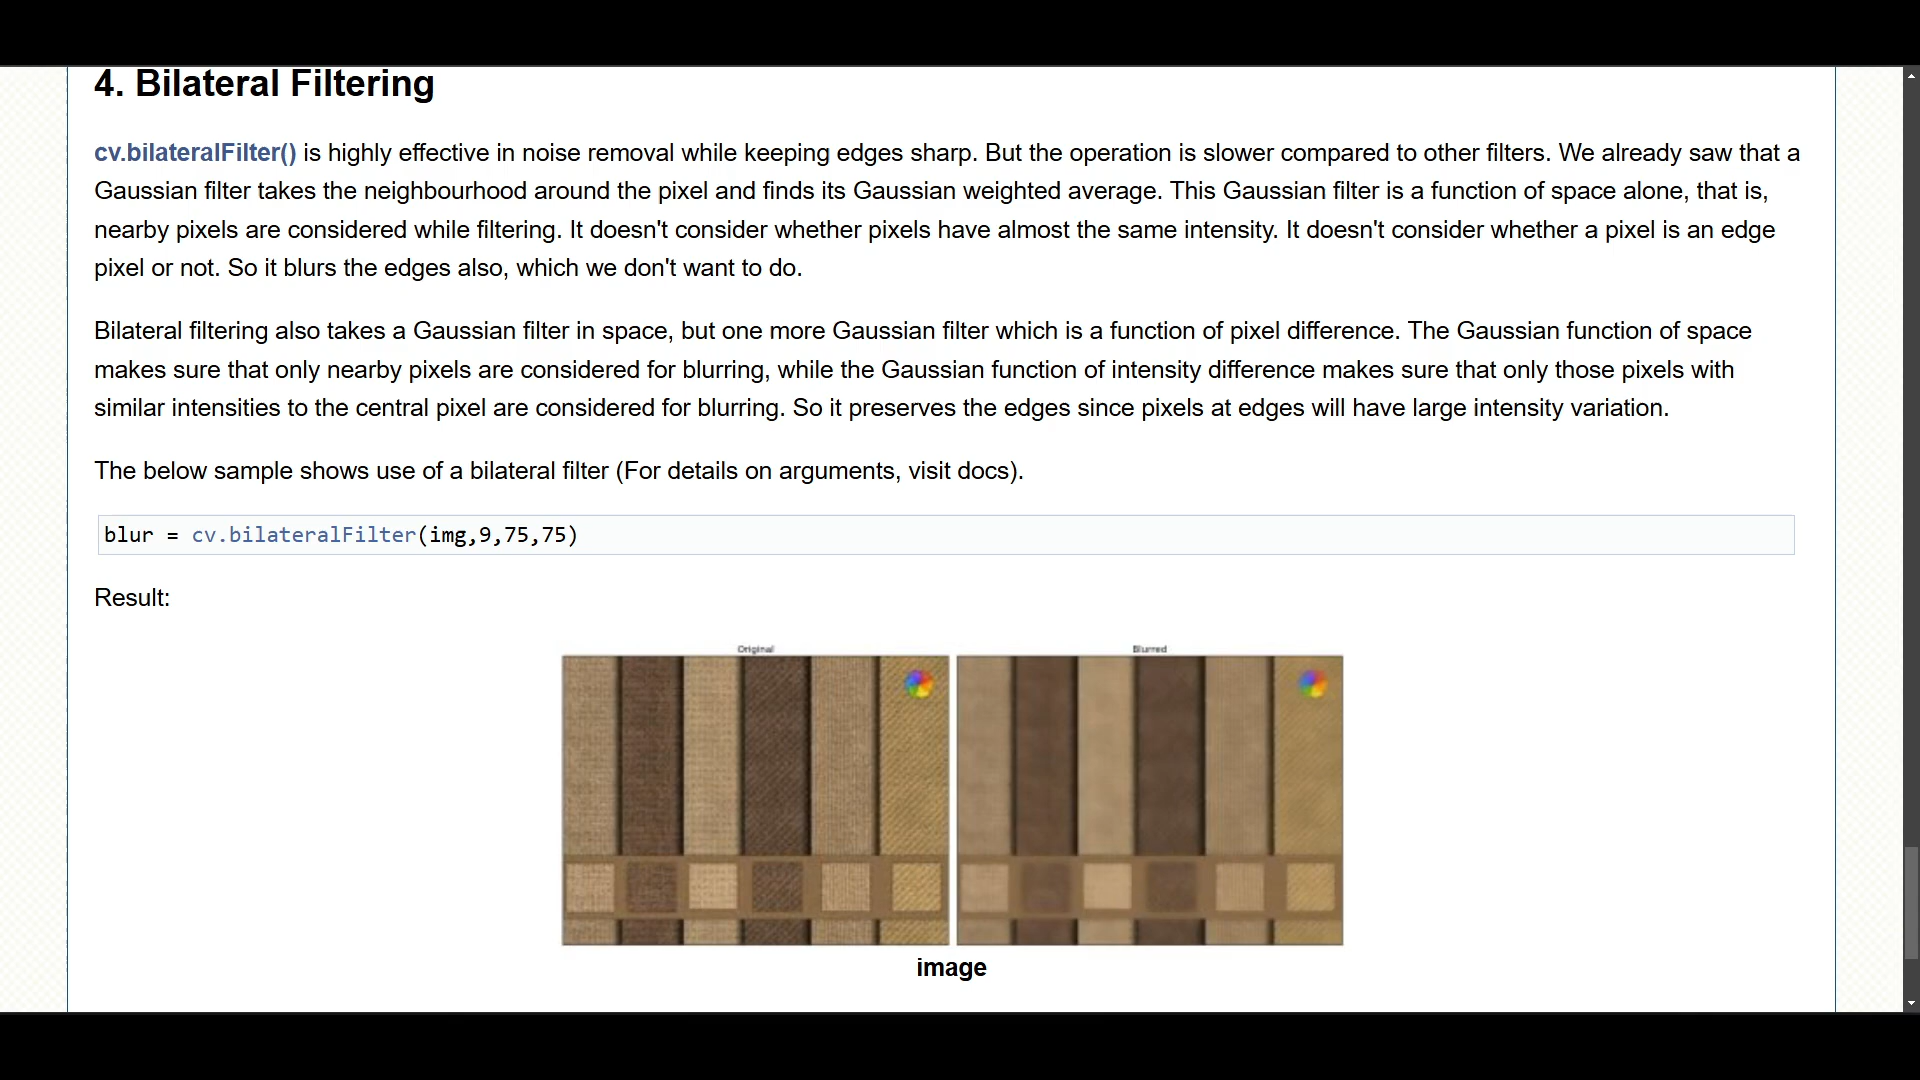 4. Bilateral Filtering
cv.bilateralFilter() is highly effective in noise removal while keeping edges sharp. But the operation is slower compared to other filters. We already saw that a
Gaussian filter takes the neighbourhood around the pixel and finds its Gaussian weighted average. This Gaussian filter is a function of space alone, that is,
nearby pixels are considered while filtering. It doesn't consider whether pixels have almost the same intensity. It doesn't consider whether a pixel is an edge
pixel or not. So it blurs the edges also, which we don't want to do.
Bilateral filtering also takes a Gaussian filter in space, but one more Gaussian filter which is a function of pixel difference. The Gaussian function of space
makes sure that only nearby pixels are considered for blurring, while the Gaussian function of intensity difference makes sure that only those pixels with
similar intensities to the central pixel are considered for blurring. So it preserves the edges since pixels at edges will have large intensity variation.
The below sample shows use of a bilateral filter (For details on arguments, visit docs).
blur = cv.bilateralFilter(img,9,75,75)
Result:
Original Blurred
image